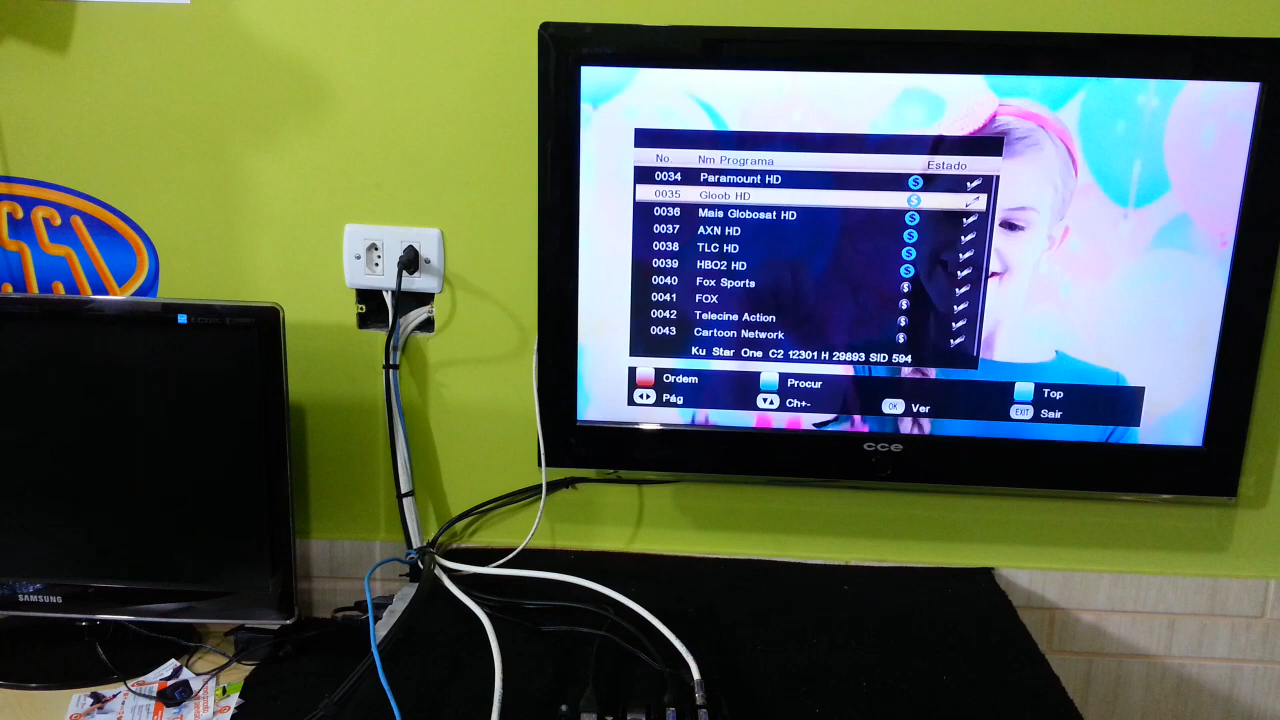 No. Nm Programa Estado
0034 Paramount HD $
0035 Gloob HD $
0036 Mais Globosat HD $
0037 AXN HD $
0038 TLC HD $
0039 HBO2 HD $
0040 Fox Sports $
0041 FOX $
0042 Telecine Action $
0043 Cartoon Network $
Ku Star One C2 12301 H 29893 SID 594
Ordem Procur Top
Pág Ch+- OK Ver EXIT Sair
cce
SAMSUNG